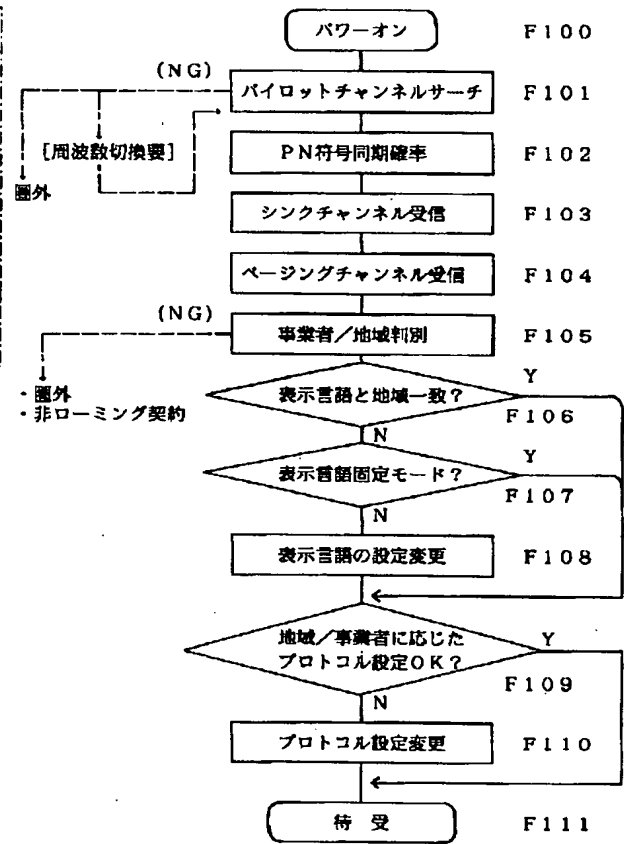 パワーオン F100
(NG)
パイロットチャンネルサーチ F101
[周波数切換要]
PN符号同期確率 F102
圏外
シンクチャンネル受信 F103
ページングチャンネル受信 F104
(NG)
事業者/地域判別 F105
・圏外
・非ローミング契約
表示言語と地域一致? Y
F106
N
表示言語固定モード? Y
F107
N
表示言語の設定変更 F108
地域/事業者に応じた
プロトコル設定OK? Y
F109
N
プロトコル設定変更 F110
待 受 F111